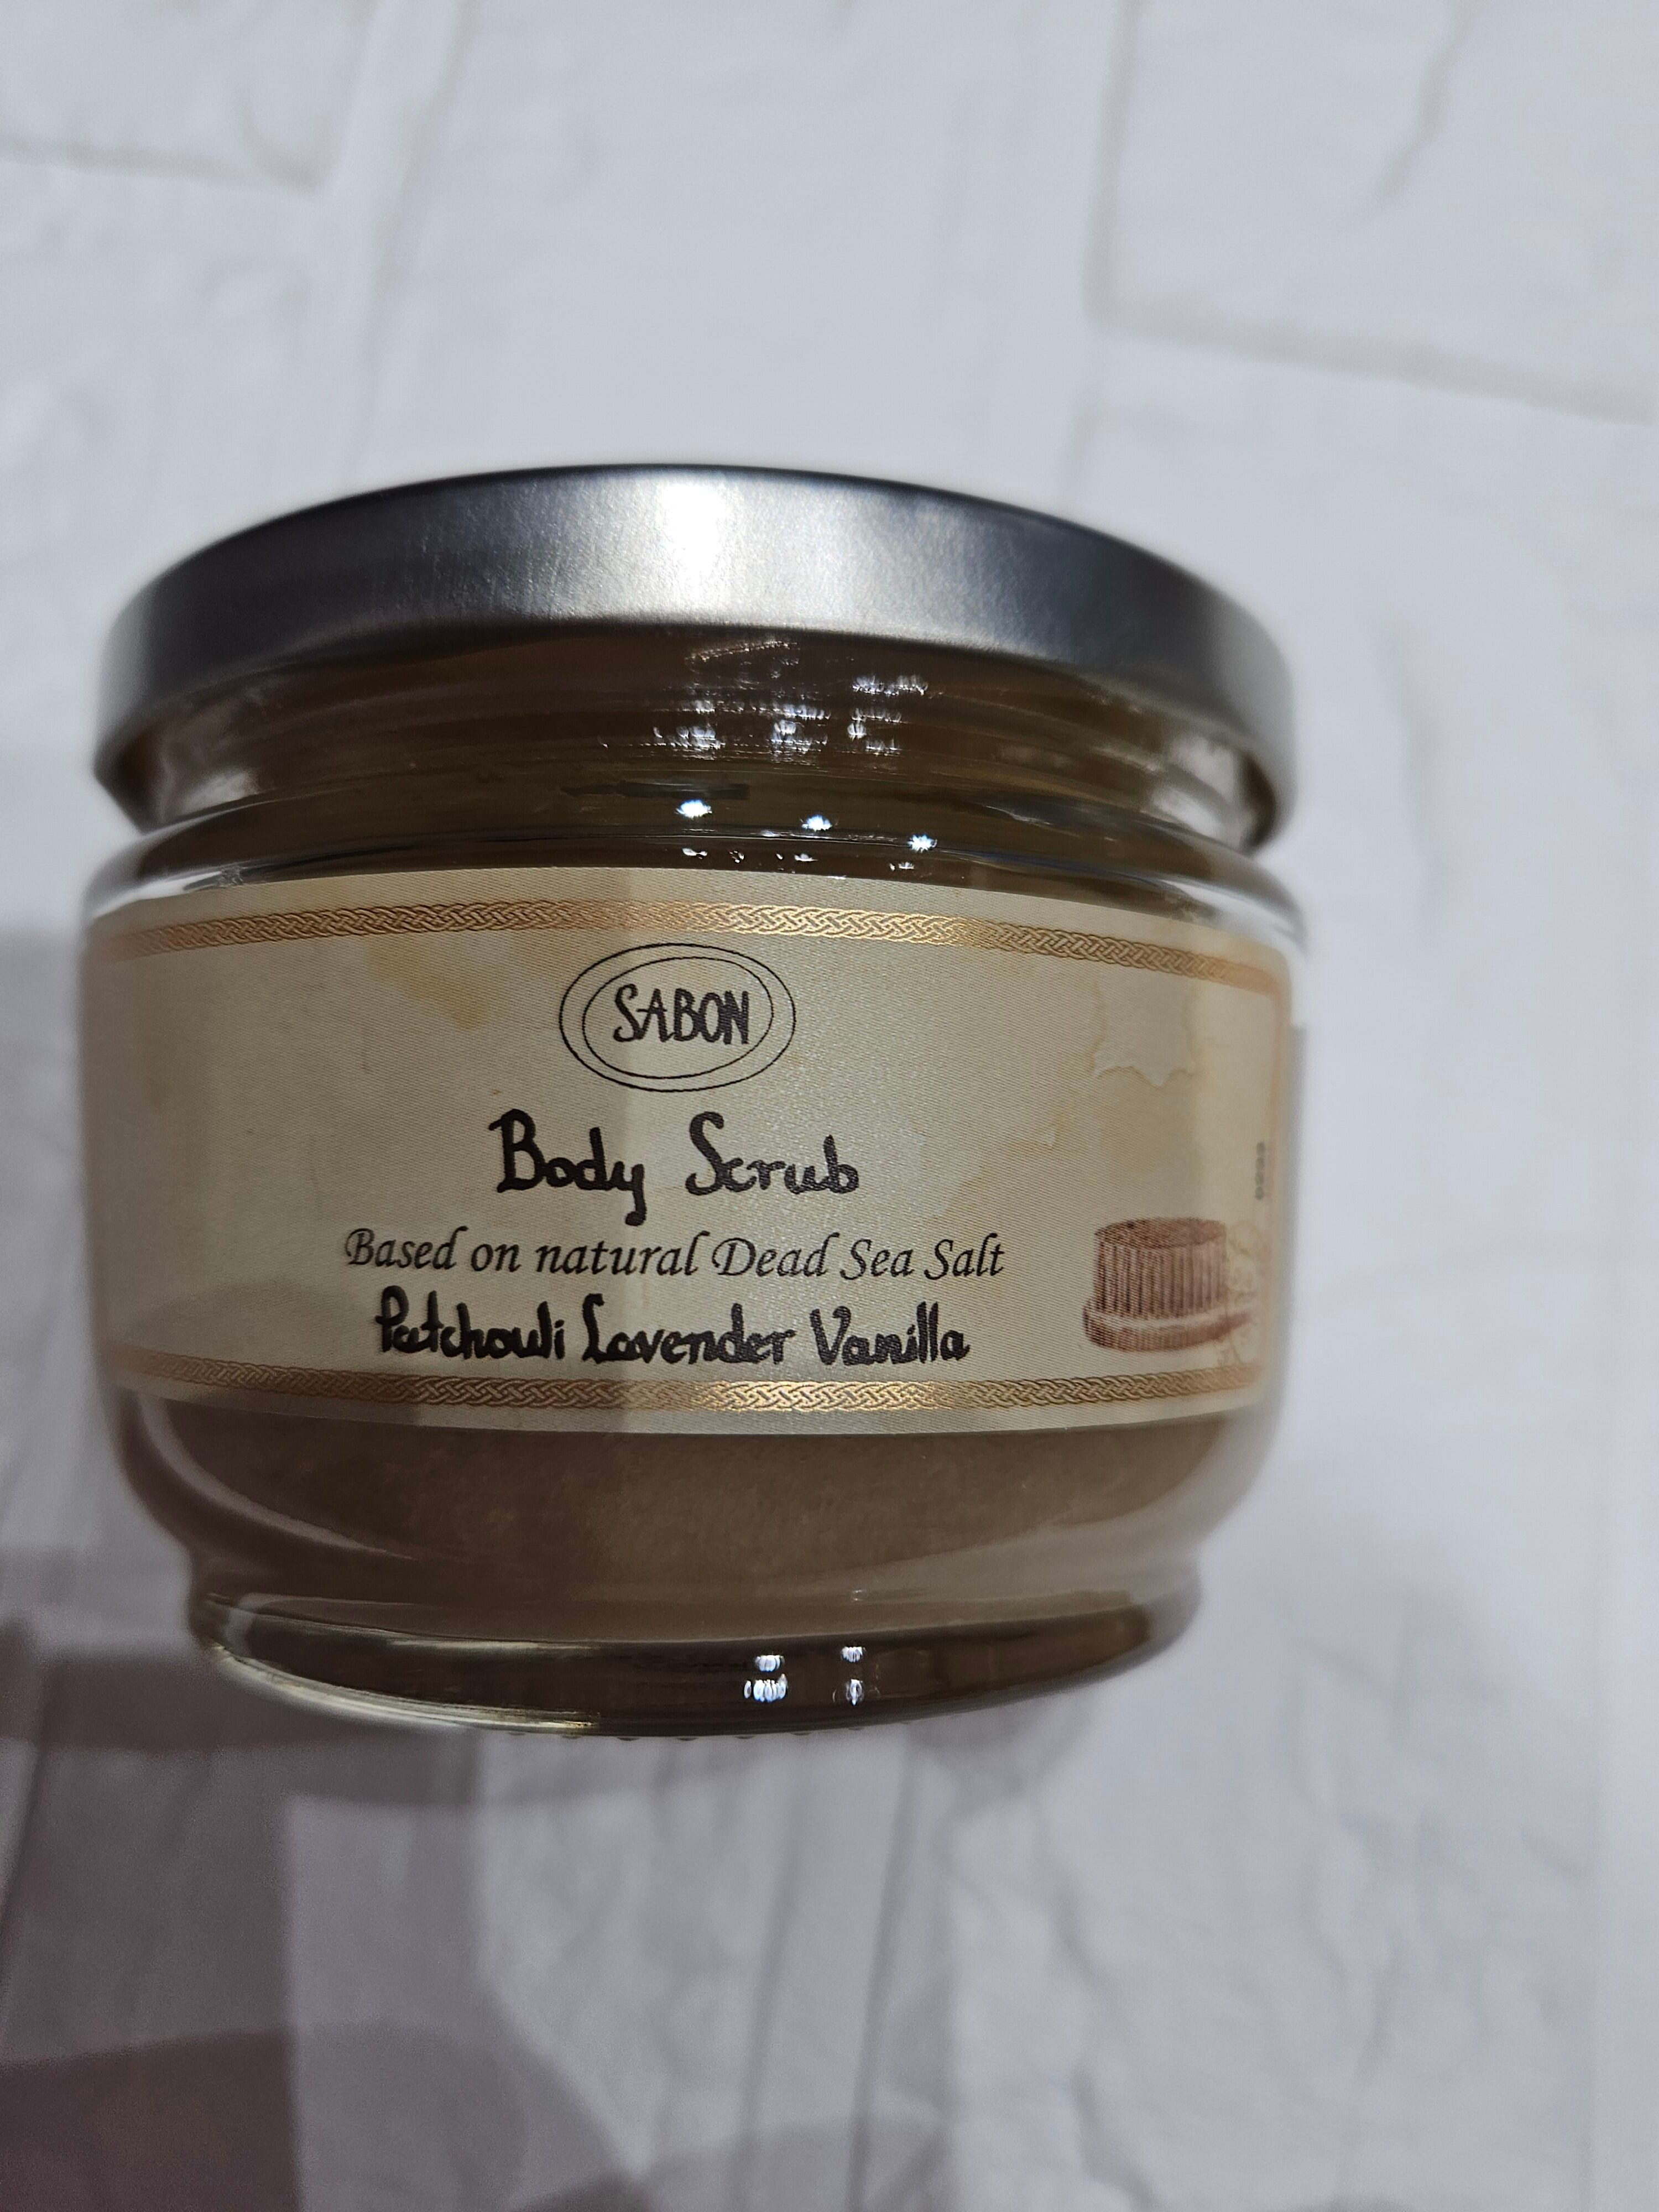 SABON
Body Scrub
Based on natural Dead Sea Salt
Patchouli Lavender Vanilla